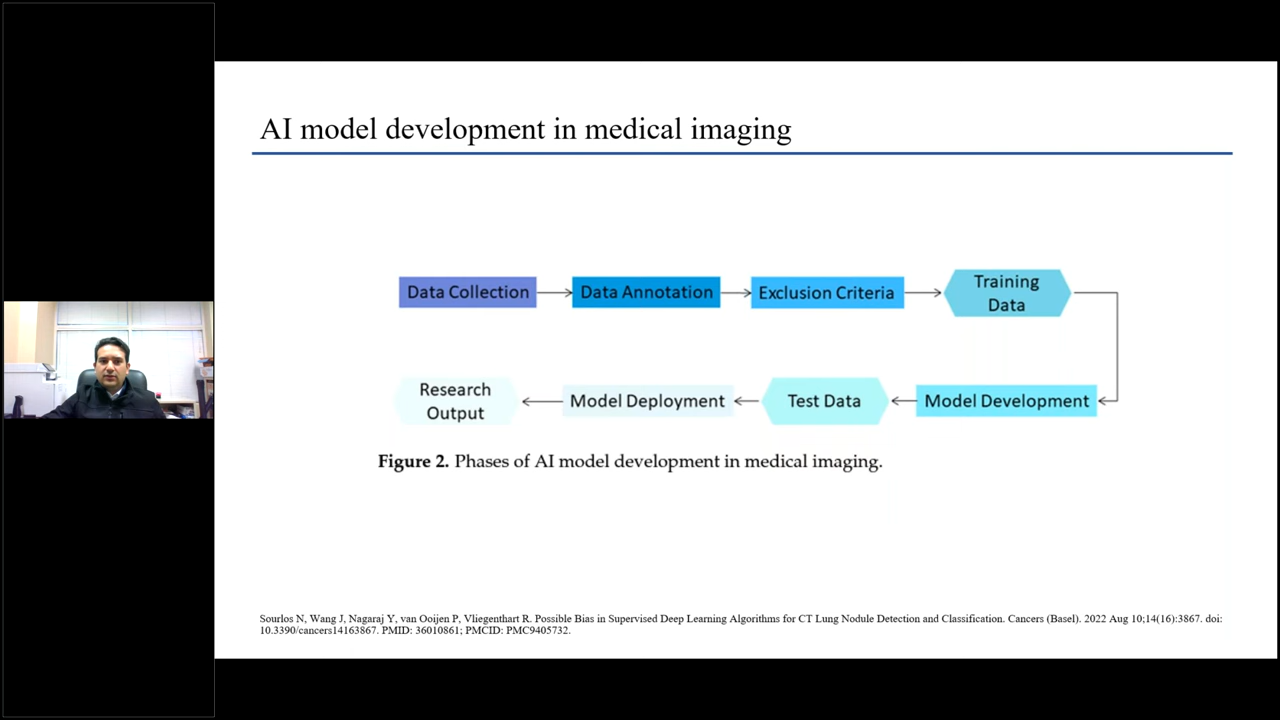 AI model development in medical imaging
Data Collection
Data Annotation
Exclusion Criteria
Training
Data
Research
Output
Model Deployment
Test Data
Model Development
Figure 2. Phases of AI model development in medical imaging.
Sourlos N, Wang J, Nagaraj Y, van Ooijen P, Vliegenthart R. Possible Bias in Supervised Deep Learning Algorithms for CT Lung Nodule Detection and Classification. Cancers (Basel). 2022 Aug 10;14(16):3867. doi:
10.3390/cancers14163867. PMID: 36010861; PMCID: PMC9405732.